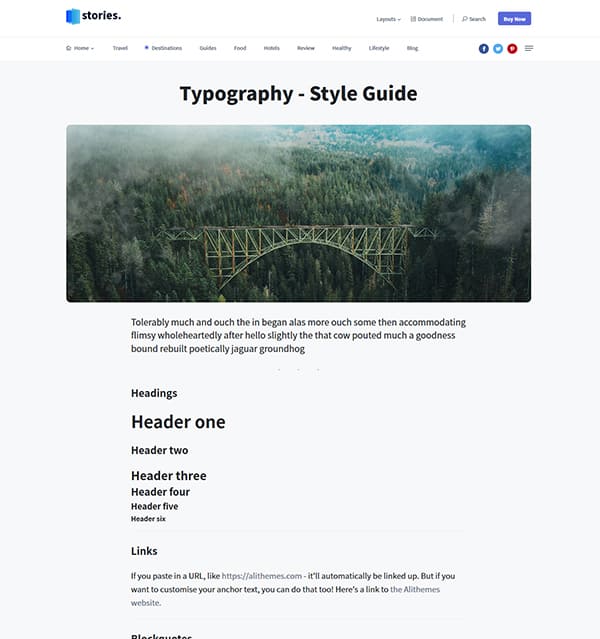 stories.
Layouts
Document
Search
Buy Now
Home
Travel
Destinations
Guides
Food
Hotels
Review
Healthy
Lifestyle
Blog
Typography - Style Guide
Tolerably much and ouch the in began alas more ouch some then accommodating
flimsy wholeheartedly after hello slightly the that cow pouted much a goodness
bound rebuilt poetically jaguar groundhog
. . .
Headings
Header one
Header two
Header three
Header four
Header five
Header six
Links
If you paste in a URL, like https://alithemes.com - it'll automatically be linked up. But if you
want to customise your anchor text, you can do that too! Here's a link to the Alithemes
website.
Blockquotes